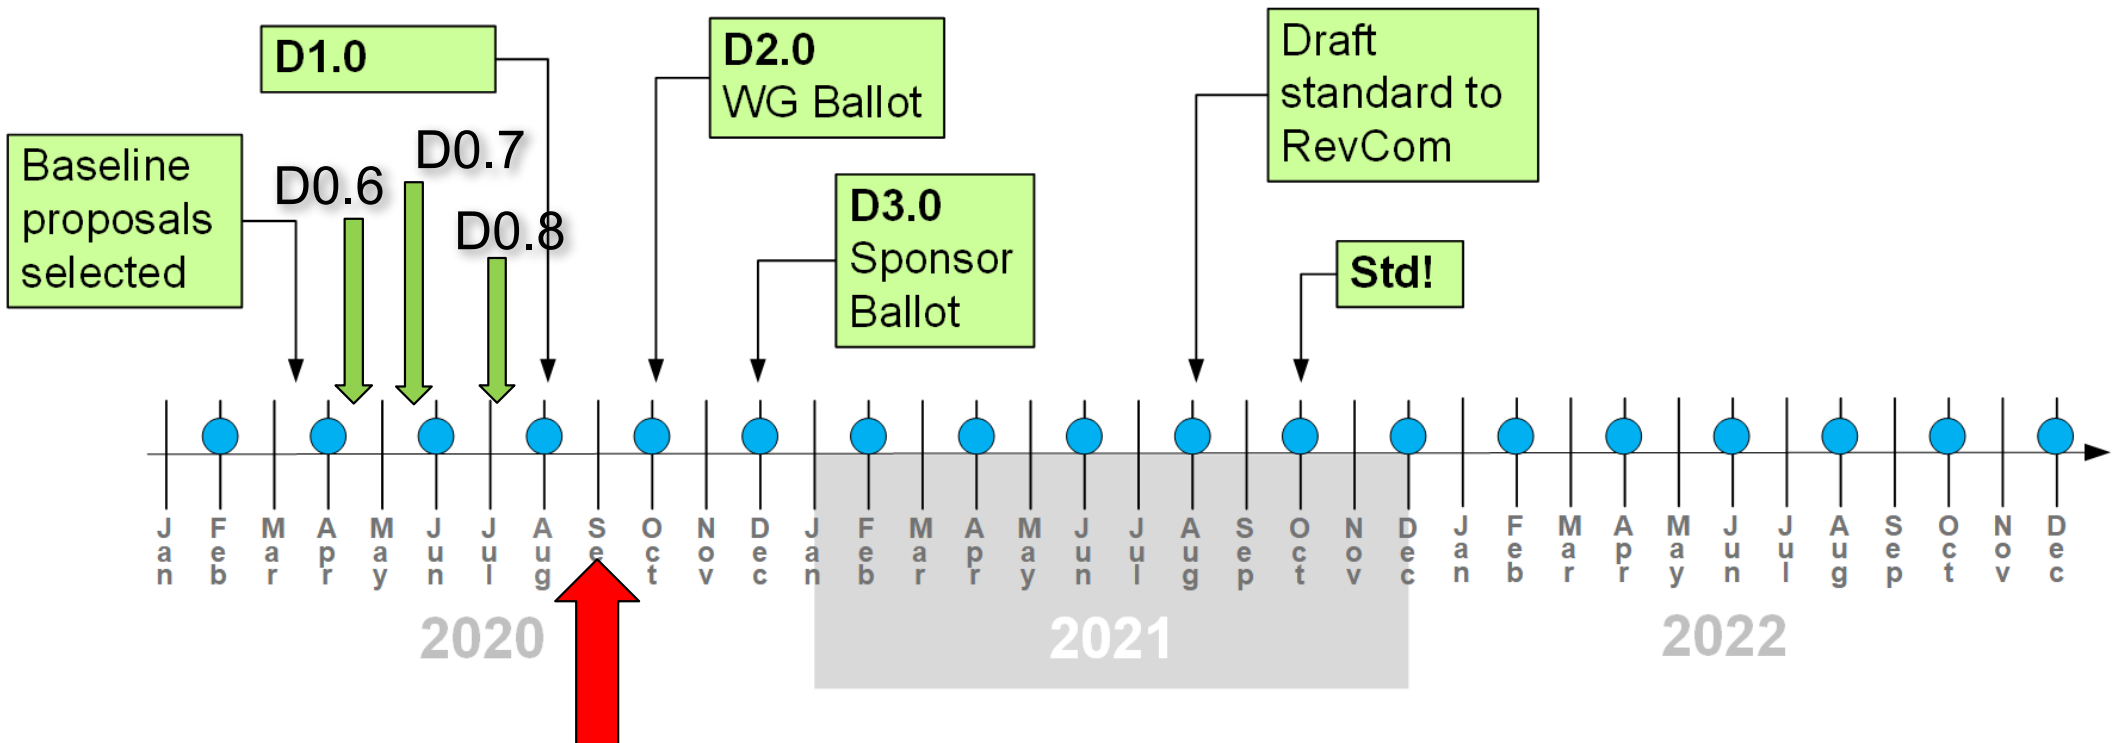 D1.0
D2.0
WG Ballot
Draft
standard to
RevCom
Baseline
proposals
selected
D0.6
D0.7
D0.8
D3.0
Sponsor
Ballot
Std!
Jan
Feb
Mar
Apr
May
Jun
Jul
Aug
Se
Oct
Nov
Dec
Jan
Feb
Mar
Apr
May
Jun
Jul
Aug
Sep
Oct
Nov
Dec
Jan
Feb
Mar
Apr
May
Jun
Jul
Aug
Sep
Oct
Nov
Dec
2020
2021
2022